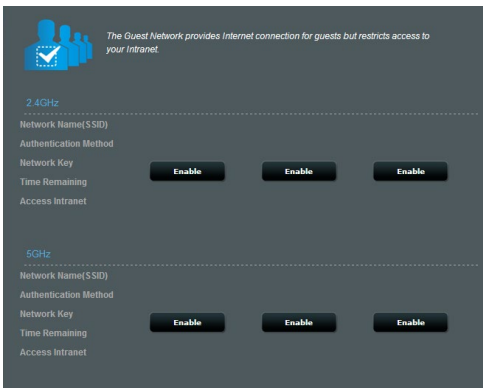 The Guest Network provides Internet connection for guests but restricts access to
your Intranet.
2.4GHz
Network Name(SSID)
Authentication Method
Network Key
Enable Enable Enable
Time Remaining
Access Intranet
5GHz
Network Name(SSID)
Authentication Method
Network Key
Enable Enable Enable
Time Remaining
Access Intranet